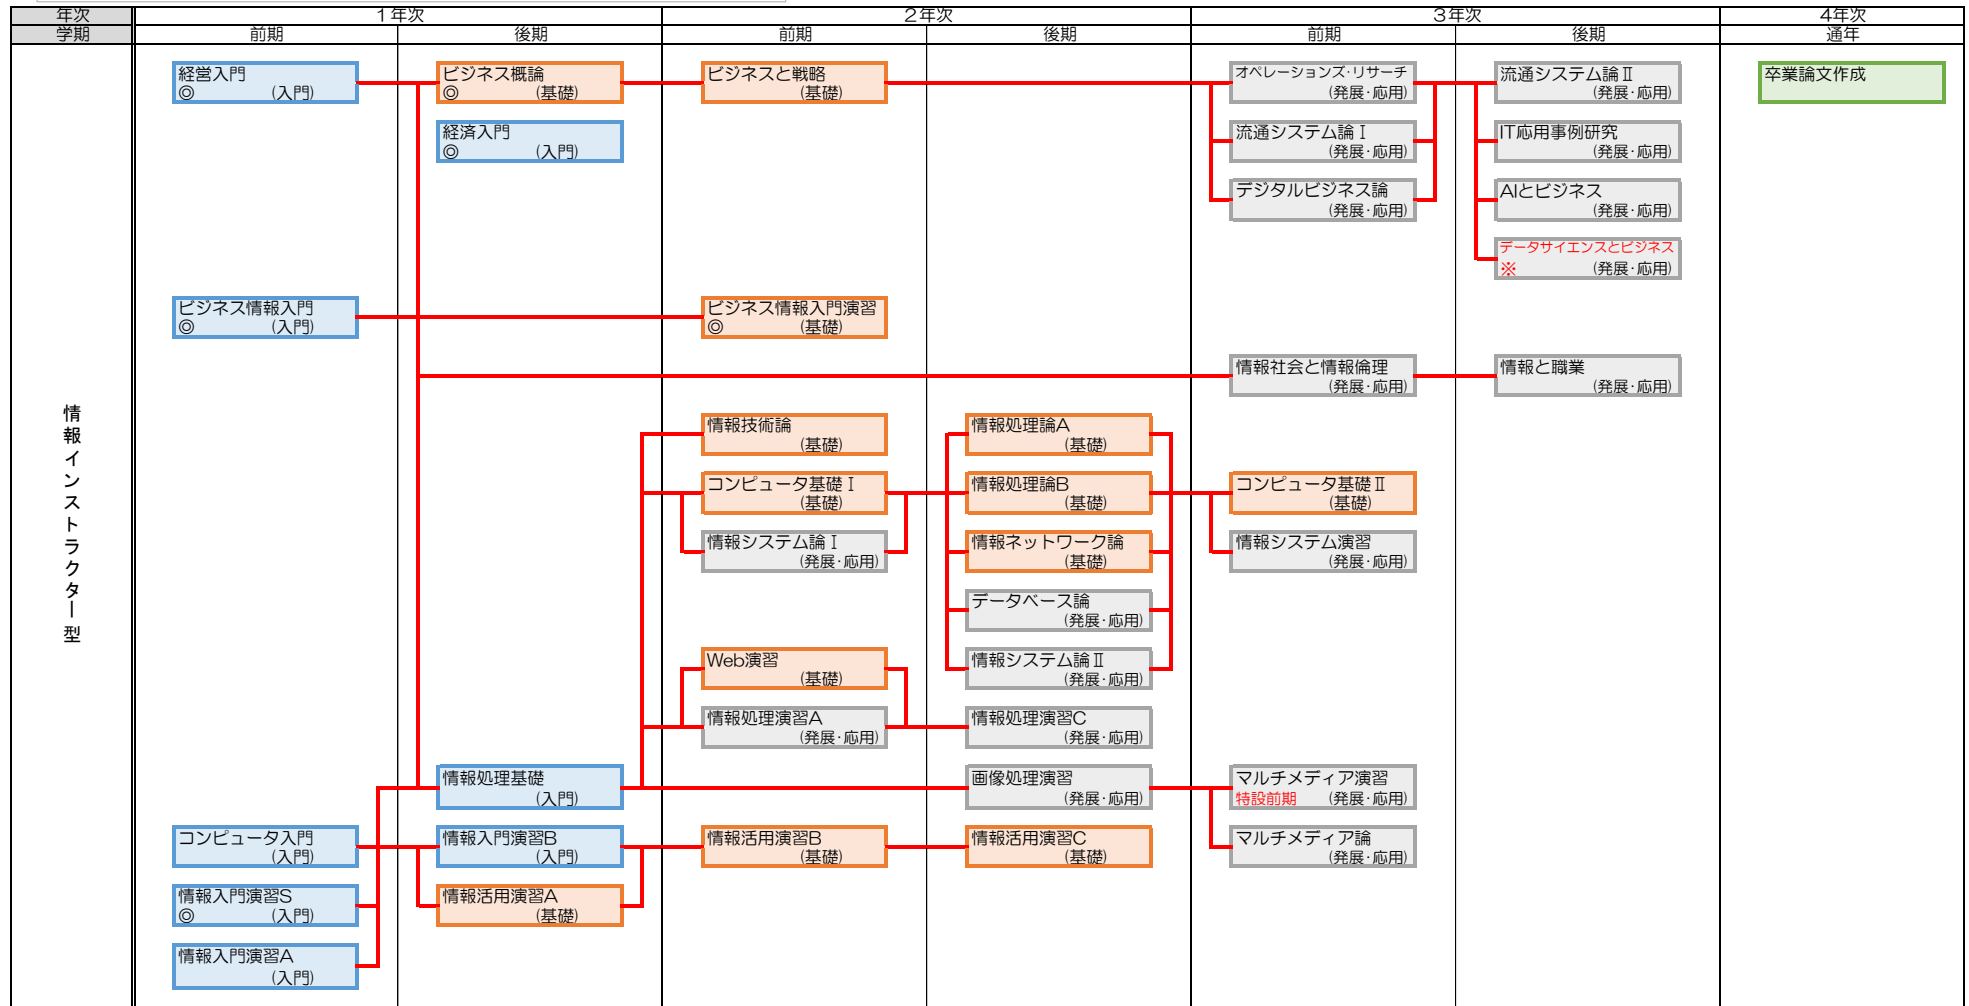 年次
1年次
2年次
3年次
4年次
学期
前期
後期
前期
後期
前期
後期
通年
情報インストラクター型
経営入門
◎ (入門)
ビジネス概論
◎ (基礎)
ビジネスと戦略
(基礎)
オペレーションズ・リサーチ
(発展・応用)
流通システム論Ⅱ
(発展・応用)
卒業論文作成
経済入門
◎ (入門)
流通システム論Ⅰ
(発展・応用)
IT応用事例研究
(発展・応用)
デジタルビジネス論
(発展・応用)
AIとビジネス
(発展・応用)
データサイエンスとビジネス
※ (発展・応用)
ビジネス情報入門
◎ (入門)
ビジネス情報入門演習
◎ (基礎)
情報社会と情報倫理
(発展・応用)
情報と職業
(発展・応用)
情報技術論
(基礎)
情報処理論A
(基礎)
コンピュータ基礎Ⅰ
(基礎)
情報処理論B
(基礎)
コンピュータ基礎Ⅱ
(基礎)
情報システム論Ⅰ
(発展・応用)
情報ネットワーク論
(基礎)
情報システム演習
(発展・応用)
データベース論
(発展・応用)
Web演習
(基礎)
情報システム論Ⅱ
(発展・応用)
情報処理演習A
(発展・応用)
情報処理演習C
(発展・応用)
情報処理基礎
(入門)
画像処理演習
(発展・応用)
マルチメディア演習
特設前期 (発展・応用)
コンピュータ入門
(入門)
情報入門演習B
(入門)
情報活用演習B
(基礎)
情報活用演習C
(基礎)
マルチメディア論
(発展・応用)
情報入門演習S
◎ (入門)
情報活用演習A
(基礎)
情報入門演習A
(入門)